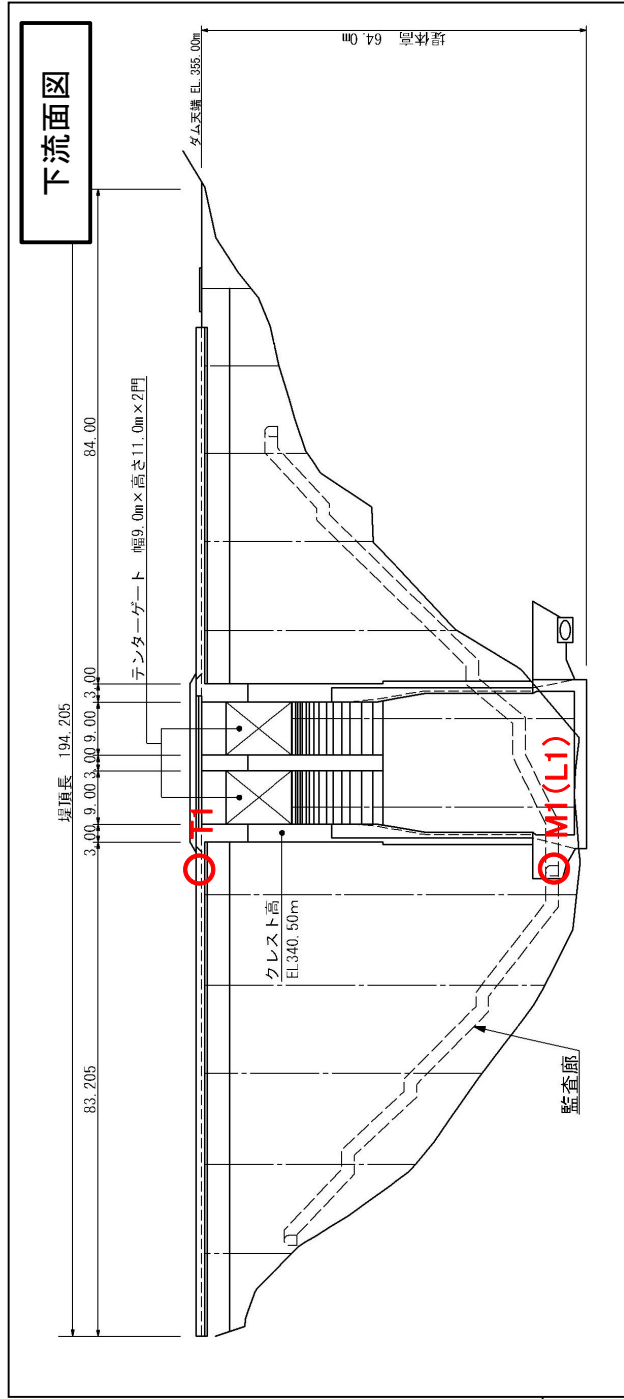 下流面図
堤頂長 194.205
83.205
3.00
9.00
3.00
9.00
3.00
84.00
テンターゲート 幅9.0m×高さ11.0m×2門
ダム天端 EL.355.00m
堤体高 64.0m
T1
クレスト高
EL340.50m
M1(L1)
監査廊